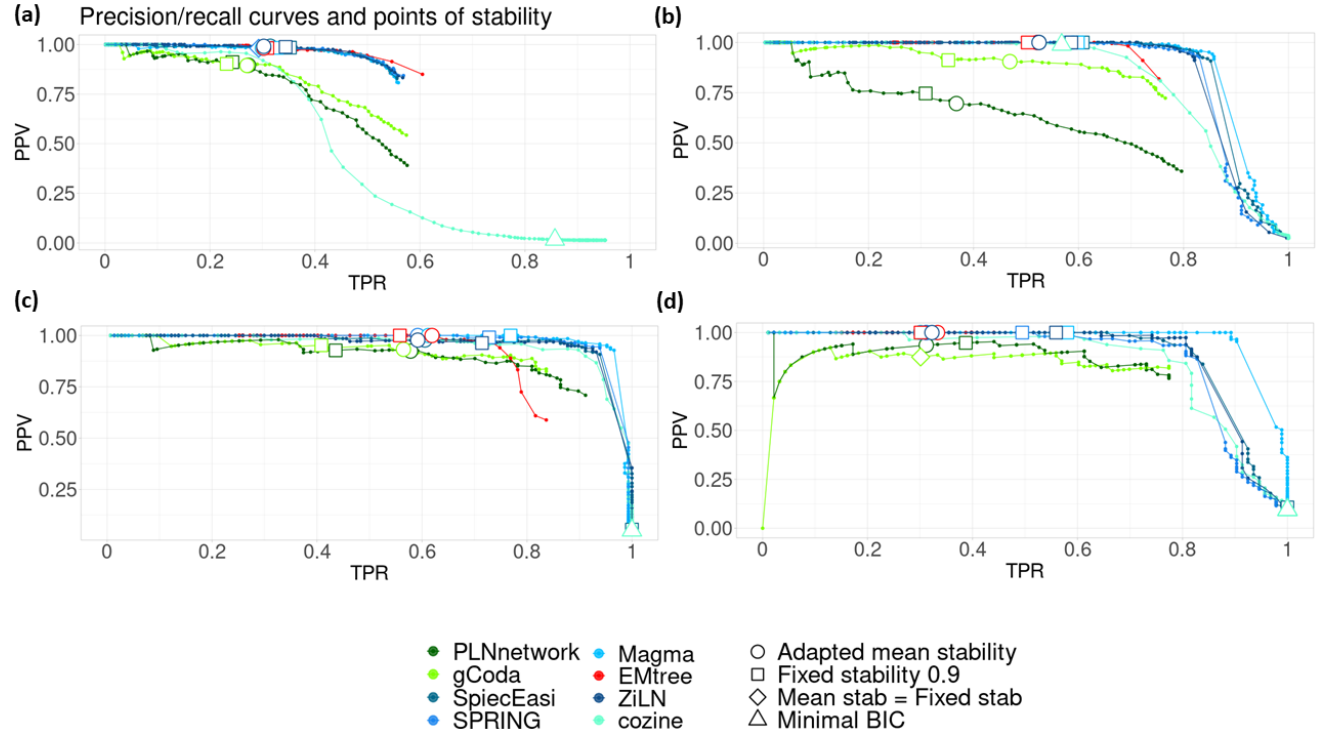 (a) Precision/recall curves and points of stability
(b)
1.00
0.75
0.50
0.25
0.00
PPV
0
0.2
0.4
0.6
0.8
1
TPR
1.00
0.75
0.50
0.25
0.00
PPV
0
0.2
0.4
0.6
0.8
1
TPR
(c)
(d)
1.00
0.75
0.50
0.25
PPV
0
0.2
0.4
0.6
0.8
1
TPR
1.00
0.75
0.50
0.25
0.00
PPV
0
0.2
0.4
0.6
0.8
1
TPR
PLNnetwork
gCoda
SpiecEasi
SPRING
Magma
EMtree
ZiLN
cozine
Adapted mean stability
Fixed stability 0.9
Mean stab = Fixed stab
Minimal BIC